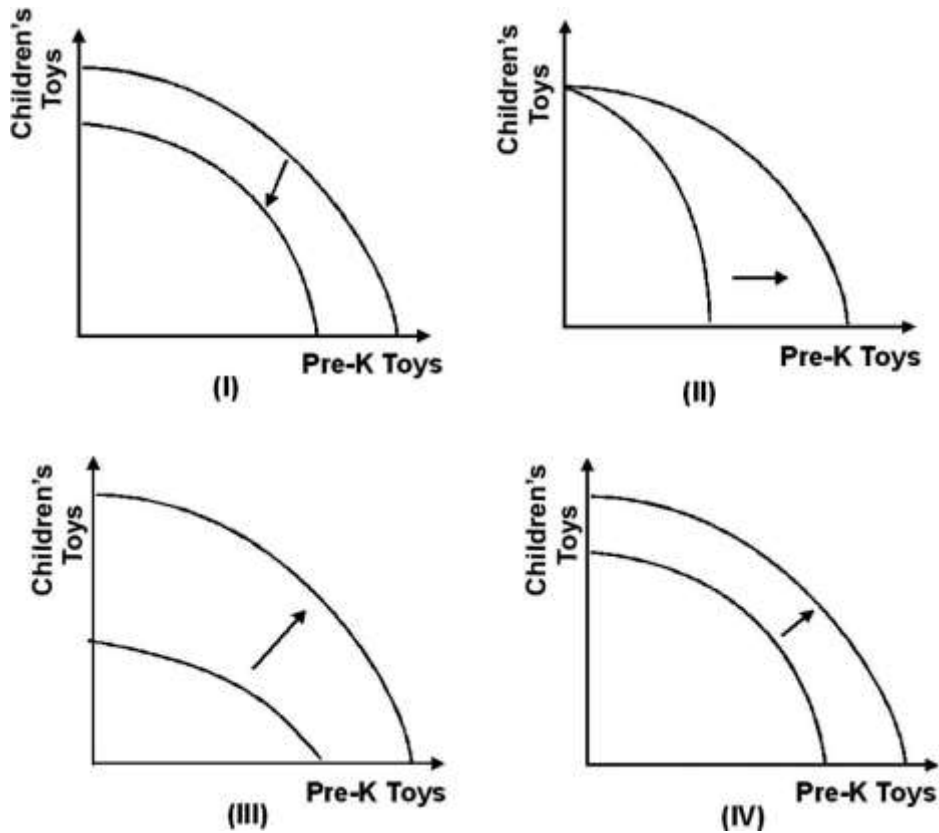 Children's
Toys
Pre-K Toys
(I)
Children's
Toys
Pre-K Toys
(II)
Children's
Toys
Pre-K Toys
(III)
Children's
Toys
Pre-K Toys
(IV)